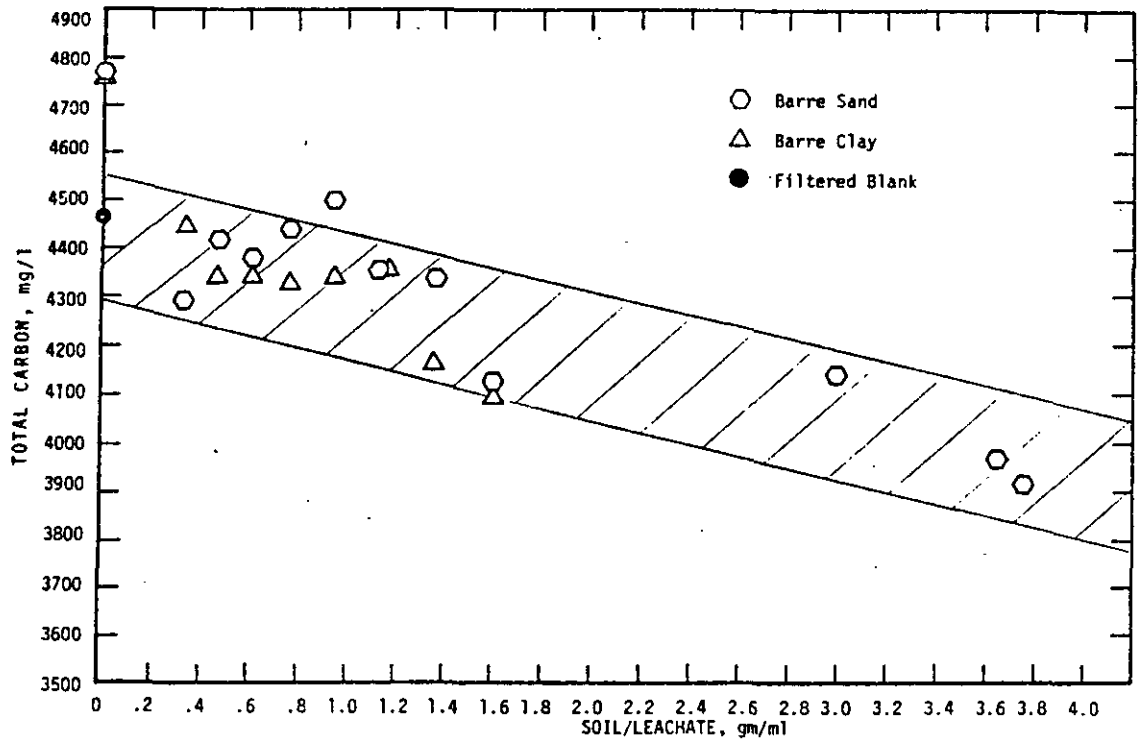 4900
4800
4700
4600
4500
4400
4300
4200
4100
4000
3900
3800
3700
3600
3500
TOTAL CARBON, mg/l
Barre Sand
Barre Clay
Filtered Blank
0 .2 .4 .6 .8 1.0 1.2 1.4 1.6 1.8 2.0 2.2 2.4 2.6 2.8 3.0 3.2 3.4 3.6 3.8 4.0
SOIL/LEACHATE, gm/ml